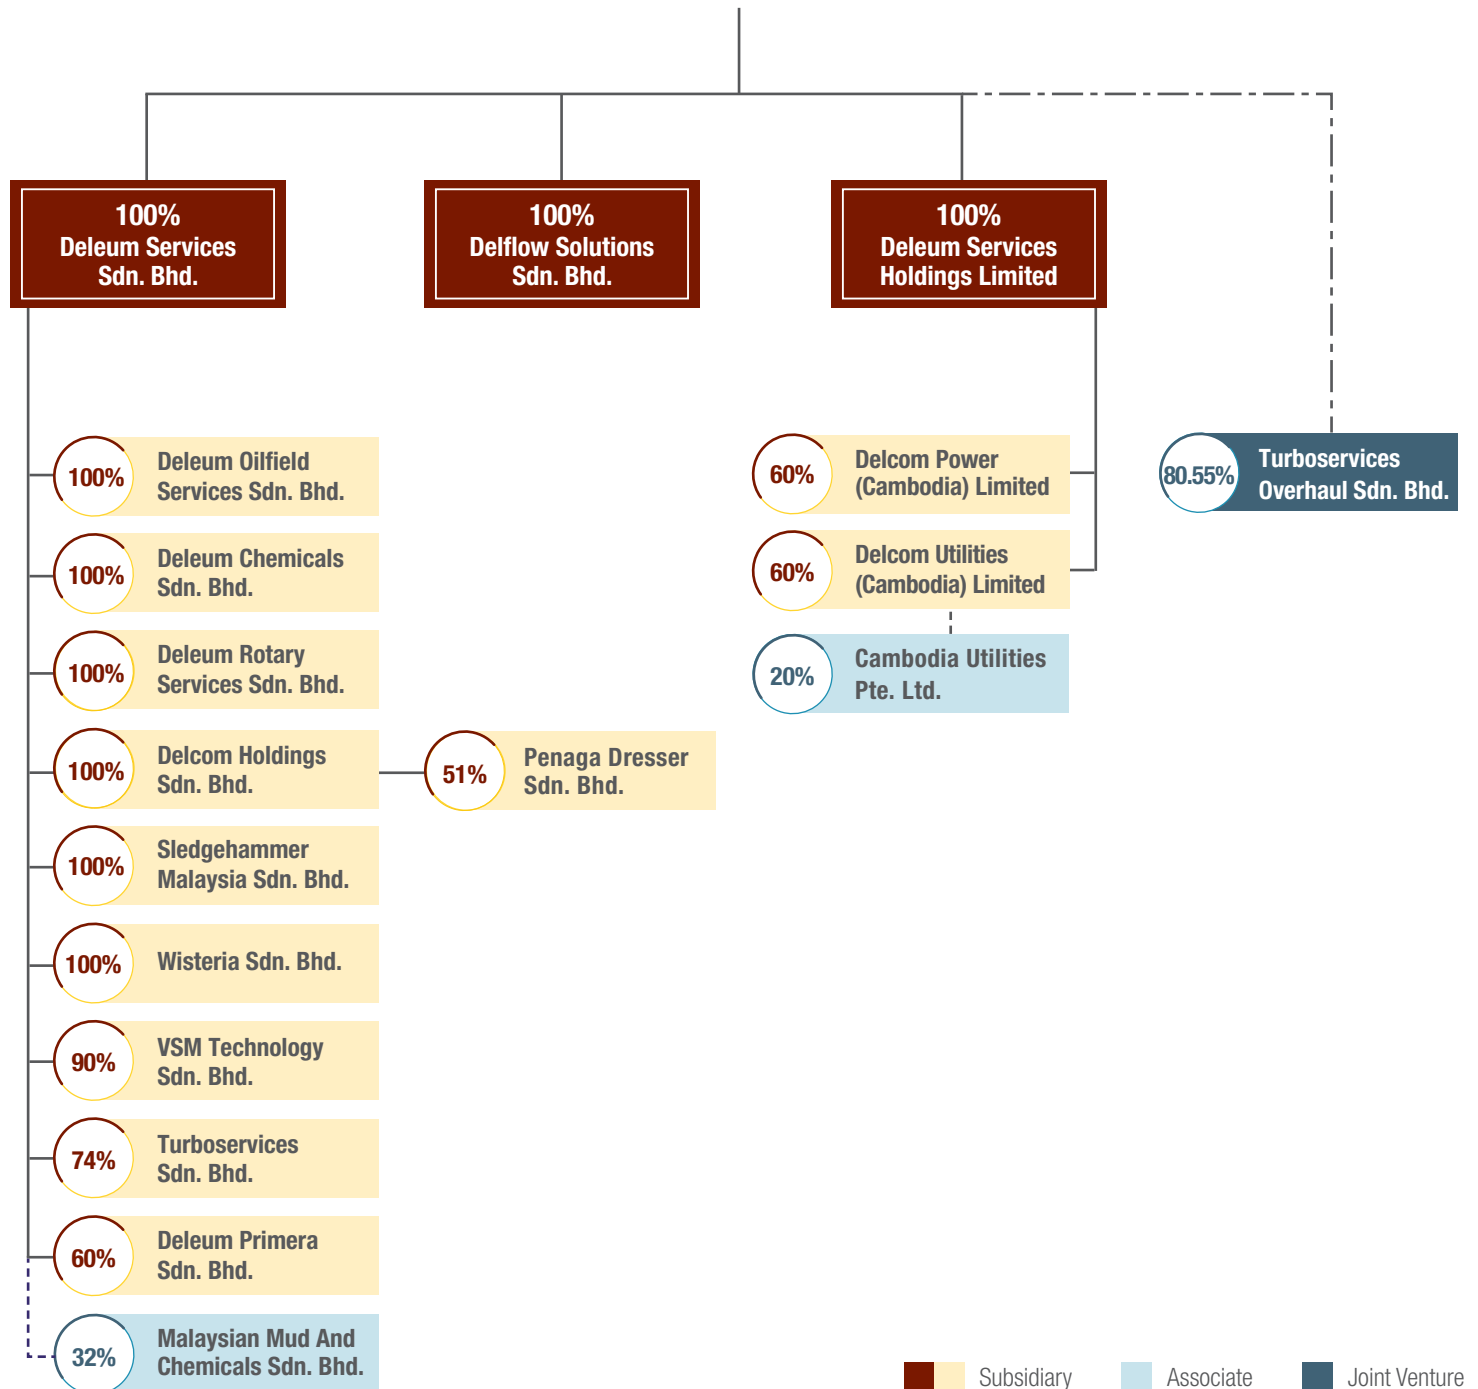 100%
Deleum Services
Sdn. Bhd.
100%
Delflow Solutions
Sdn. Bhd.
100%
Deleum Services
Holdings Limited
100%
Deleum Oilfield
Services Sdn. Bhd.
100%
Deleum Chemicals
Sdn. Bhd.
100%
Deleum Rotary
Services Sdn. Bhd.
100%
Delcom Holdings
Sdn. Bhd.
51%
Penaga Dresser
Sdn. Bhd.
100%
Sledgehammer
Malaysia Sdn. Bhd.
100%
Wisteria Sdn. Bhd.
90%
VSM Technology
Sdn. Bhd.
74%
Turboservices
Sdn. Bhd.
60%
Deleum Primera
Sdn. Bhd.
32%
Malaysian Mud And
Chemicals Sdn. Bhd.
60%
Delcom Power
(Cambodia) Limited
60%
Delcom Utilities
(Cambodia) Limited
20%
Cambodia Utilities
Pte. Ltd.
80.55%
Turboservices
Overhaul Sdn. Bhd.
Subsidiary
Associate
Joint Venture